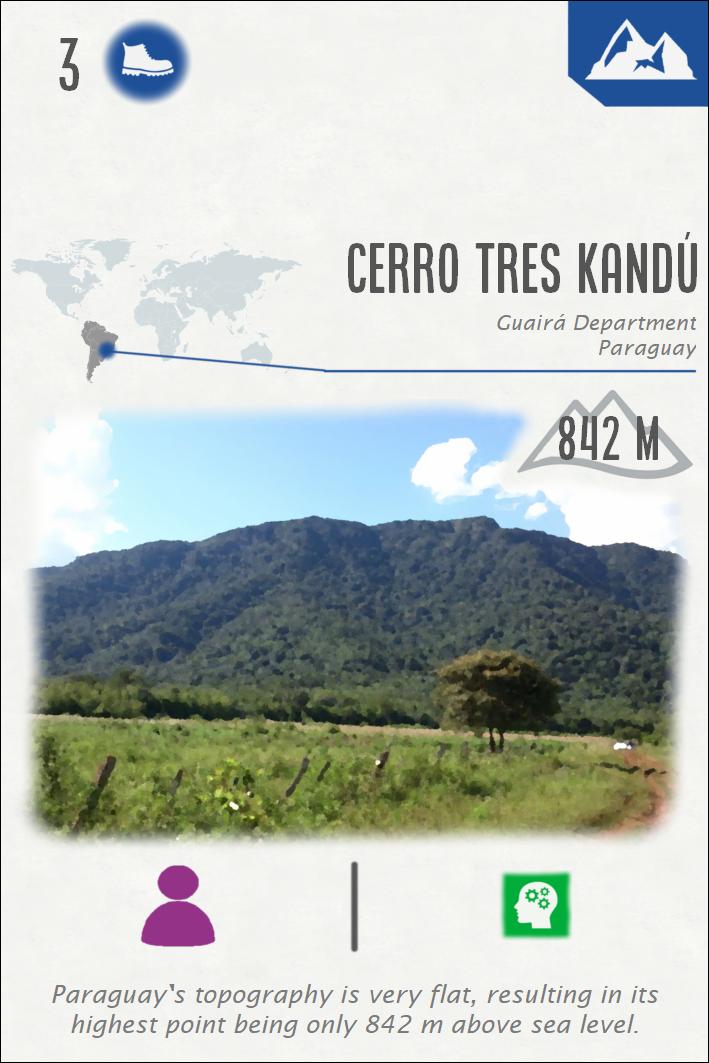 3
CERRO TRES KANDÚ
Guairá Department
Paraguay
842 M
Paraguay's topography is very flat, resulting in its
highest point being only 842 m above sea level.